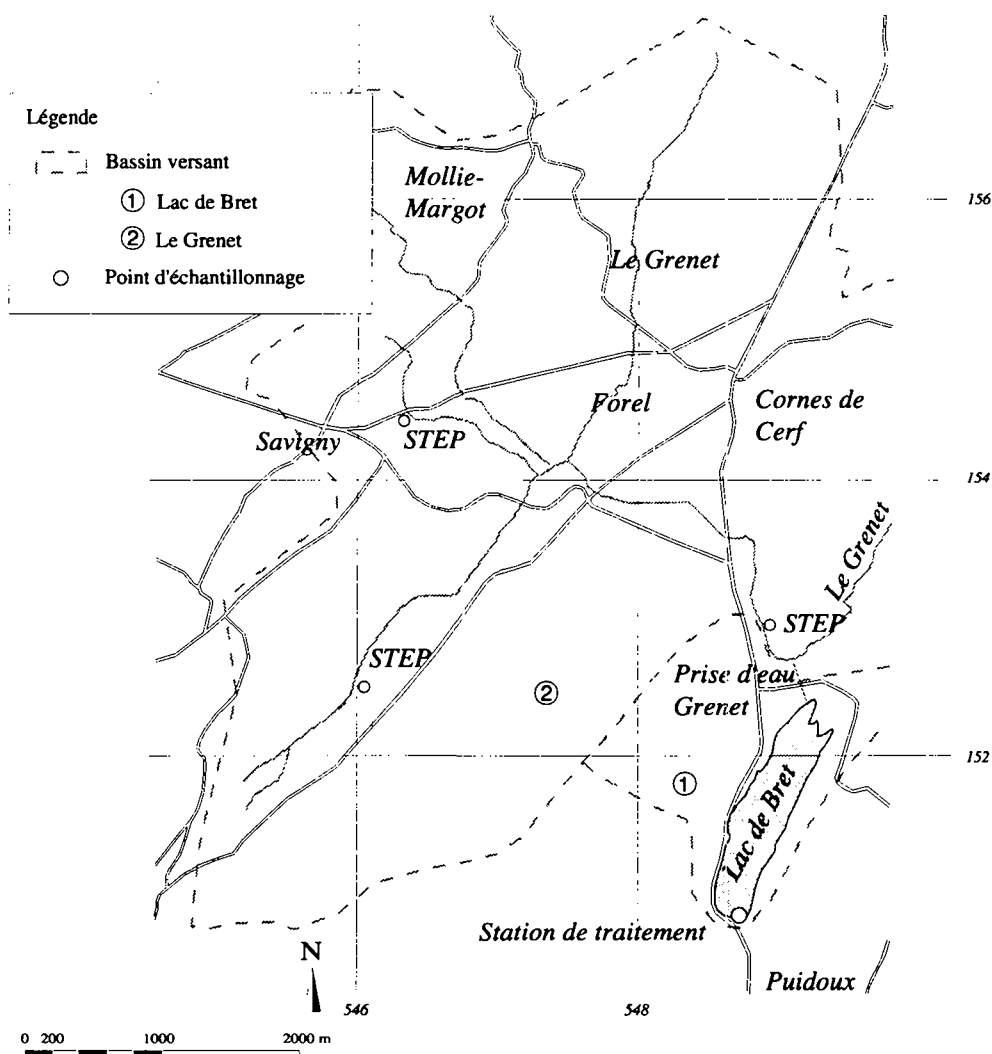 Légende
Bassin versant
① Lac de Bret
② Le Grenet
Point d'échantillonnage
Mollie-
Margot
156
Le Grenet
Forel
Cornes de
Cerf
Savigny
STEP
154
Le Grenet
STEP
STEP
Prise d'eau
Grenet
②
①
152
Lac de Bret
Station de traitement
N
Puidoux
546
548
0 200 1000 2000 m